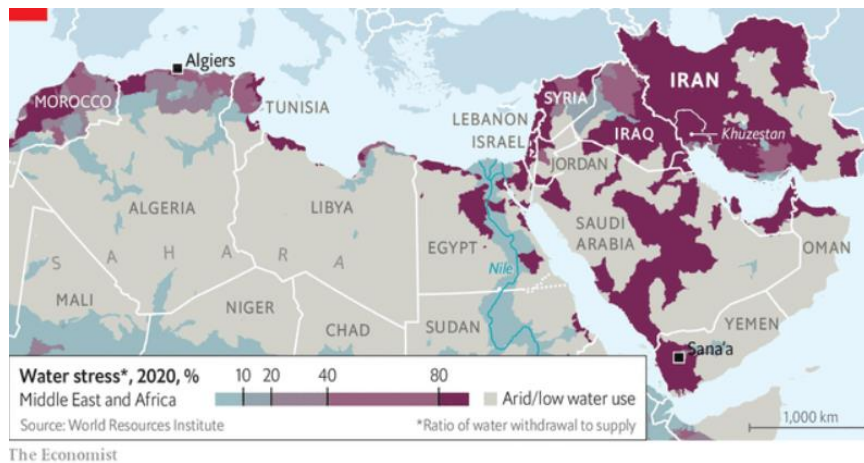 Algiers
MOROCCO
TUNISIA
LEBANON
ISRAEL
SYRIA
IRAN
IRAQ
Khuzestan
JORDAN
ALGERIA
LIBYA
EGYPT
SAUDI
ARABIA
OMAN
SAHARA
Nile
MALI
NIGER
CHAD
SUDAN
YEMEN
Sana'a
Water stress*, 2020, %
Middle East and Africa
10 20 40 80
Arid/low water use
1,000 km
Source: World Resources Institute
*Ratio of water withdrawal to supply
The Economist